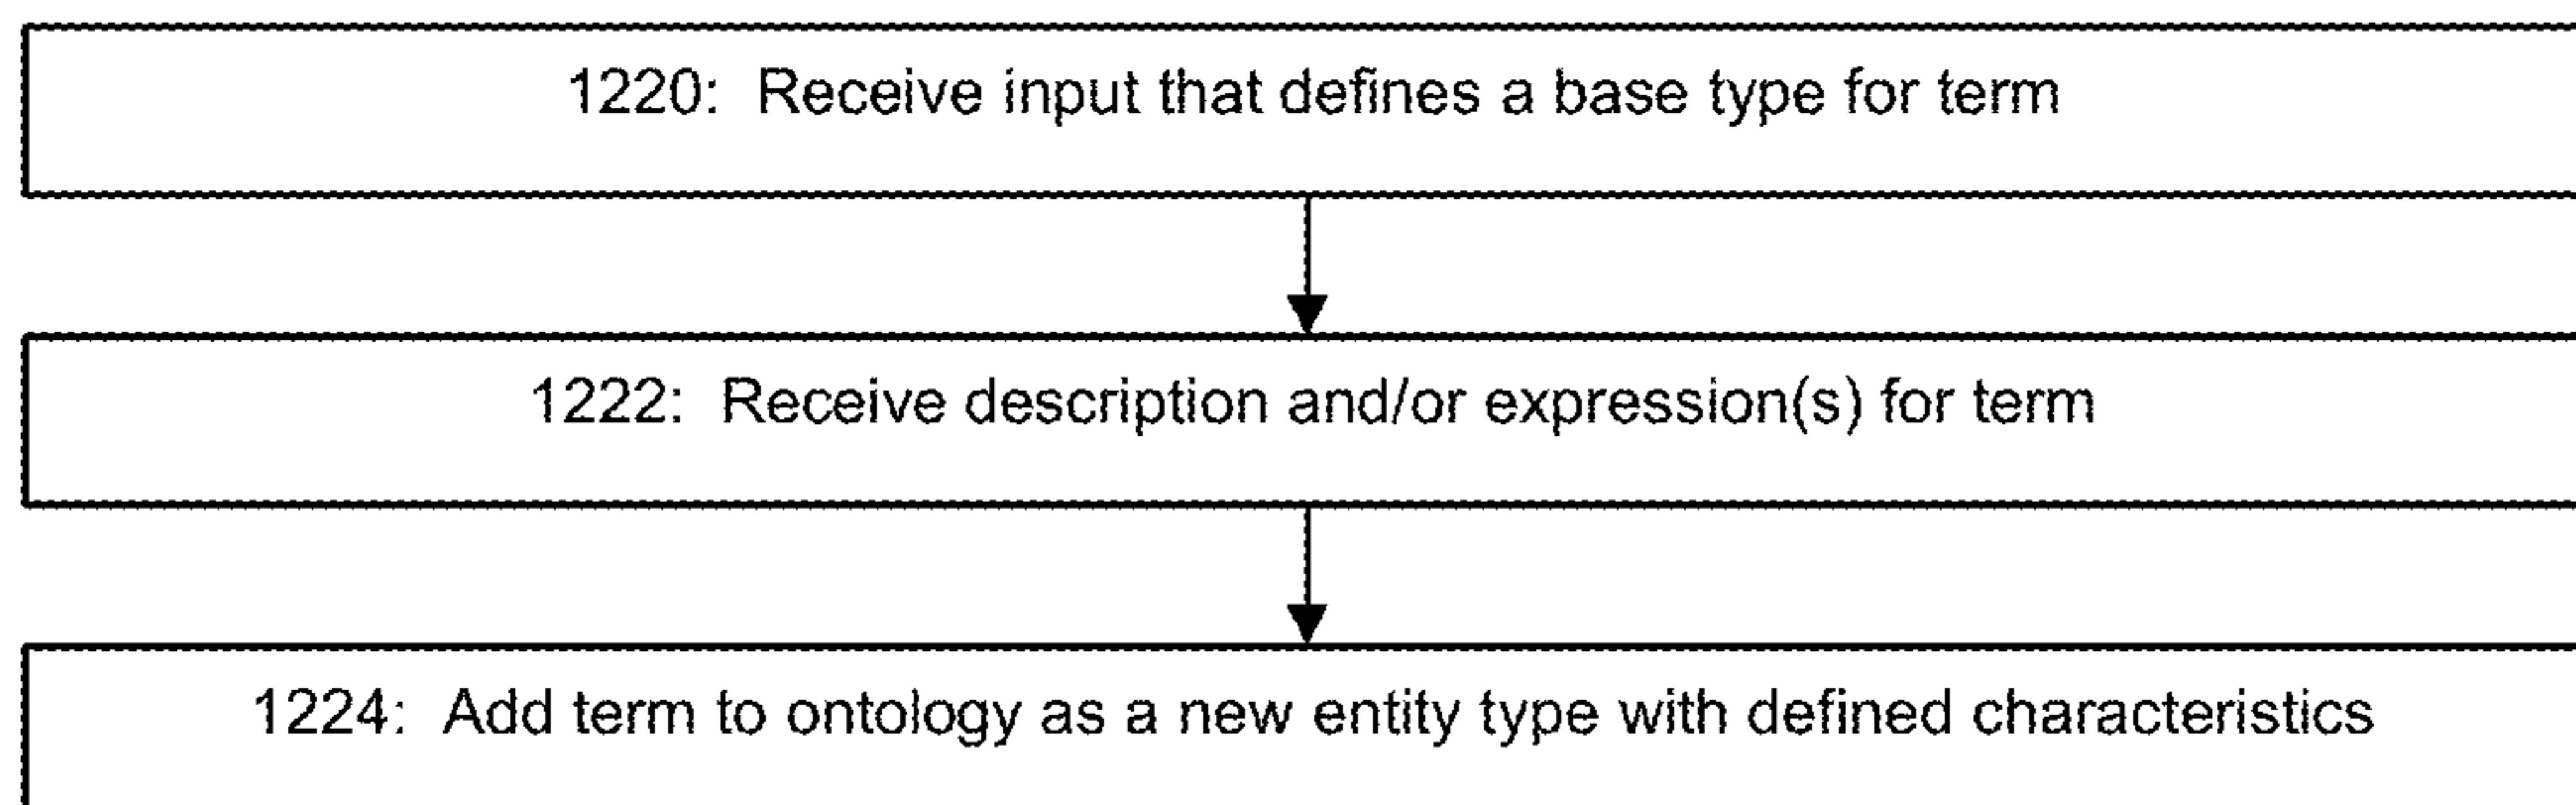 1220:  Receive input that defines a base type for term
1222:  Receive description and/or expression(s) for term
1224:  Add term to ontology as a new entity type with defined characteristics